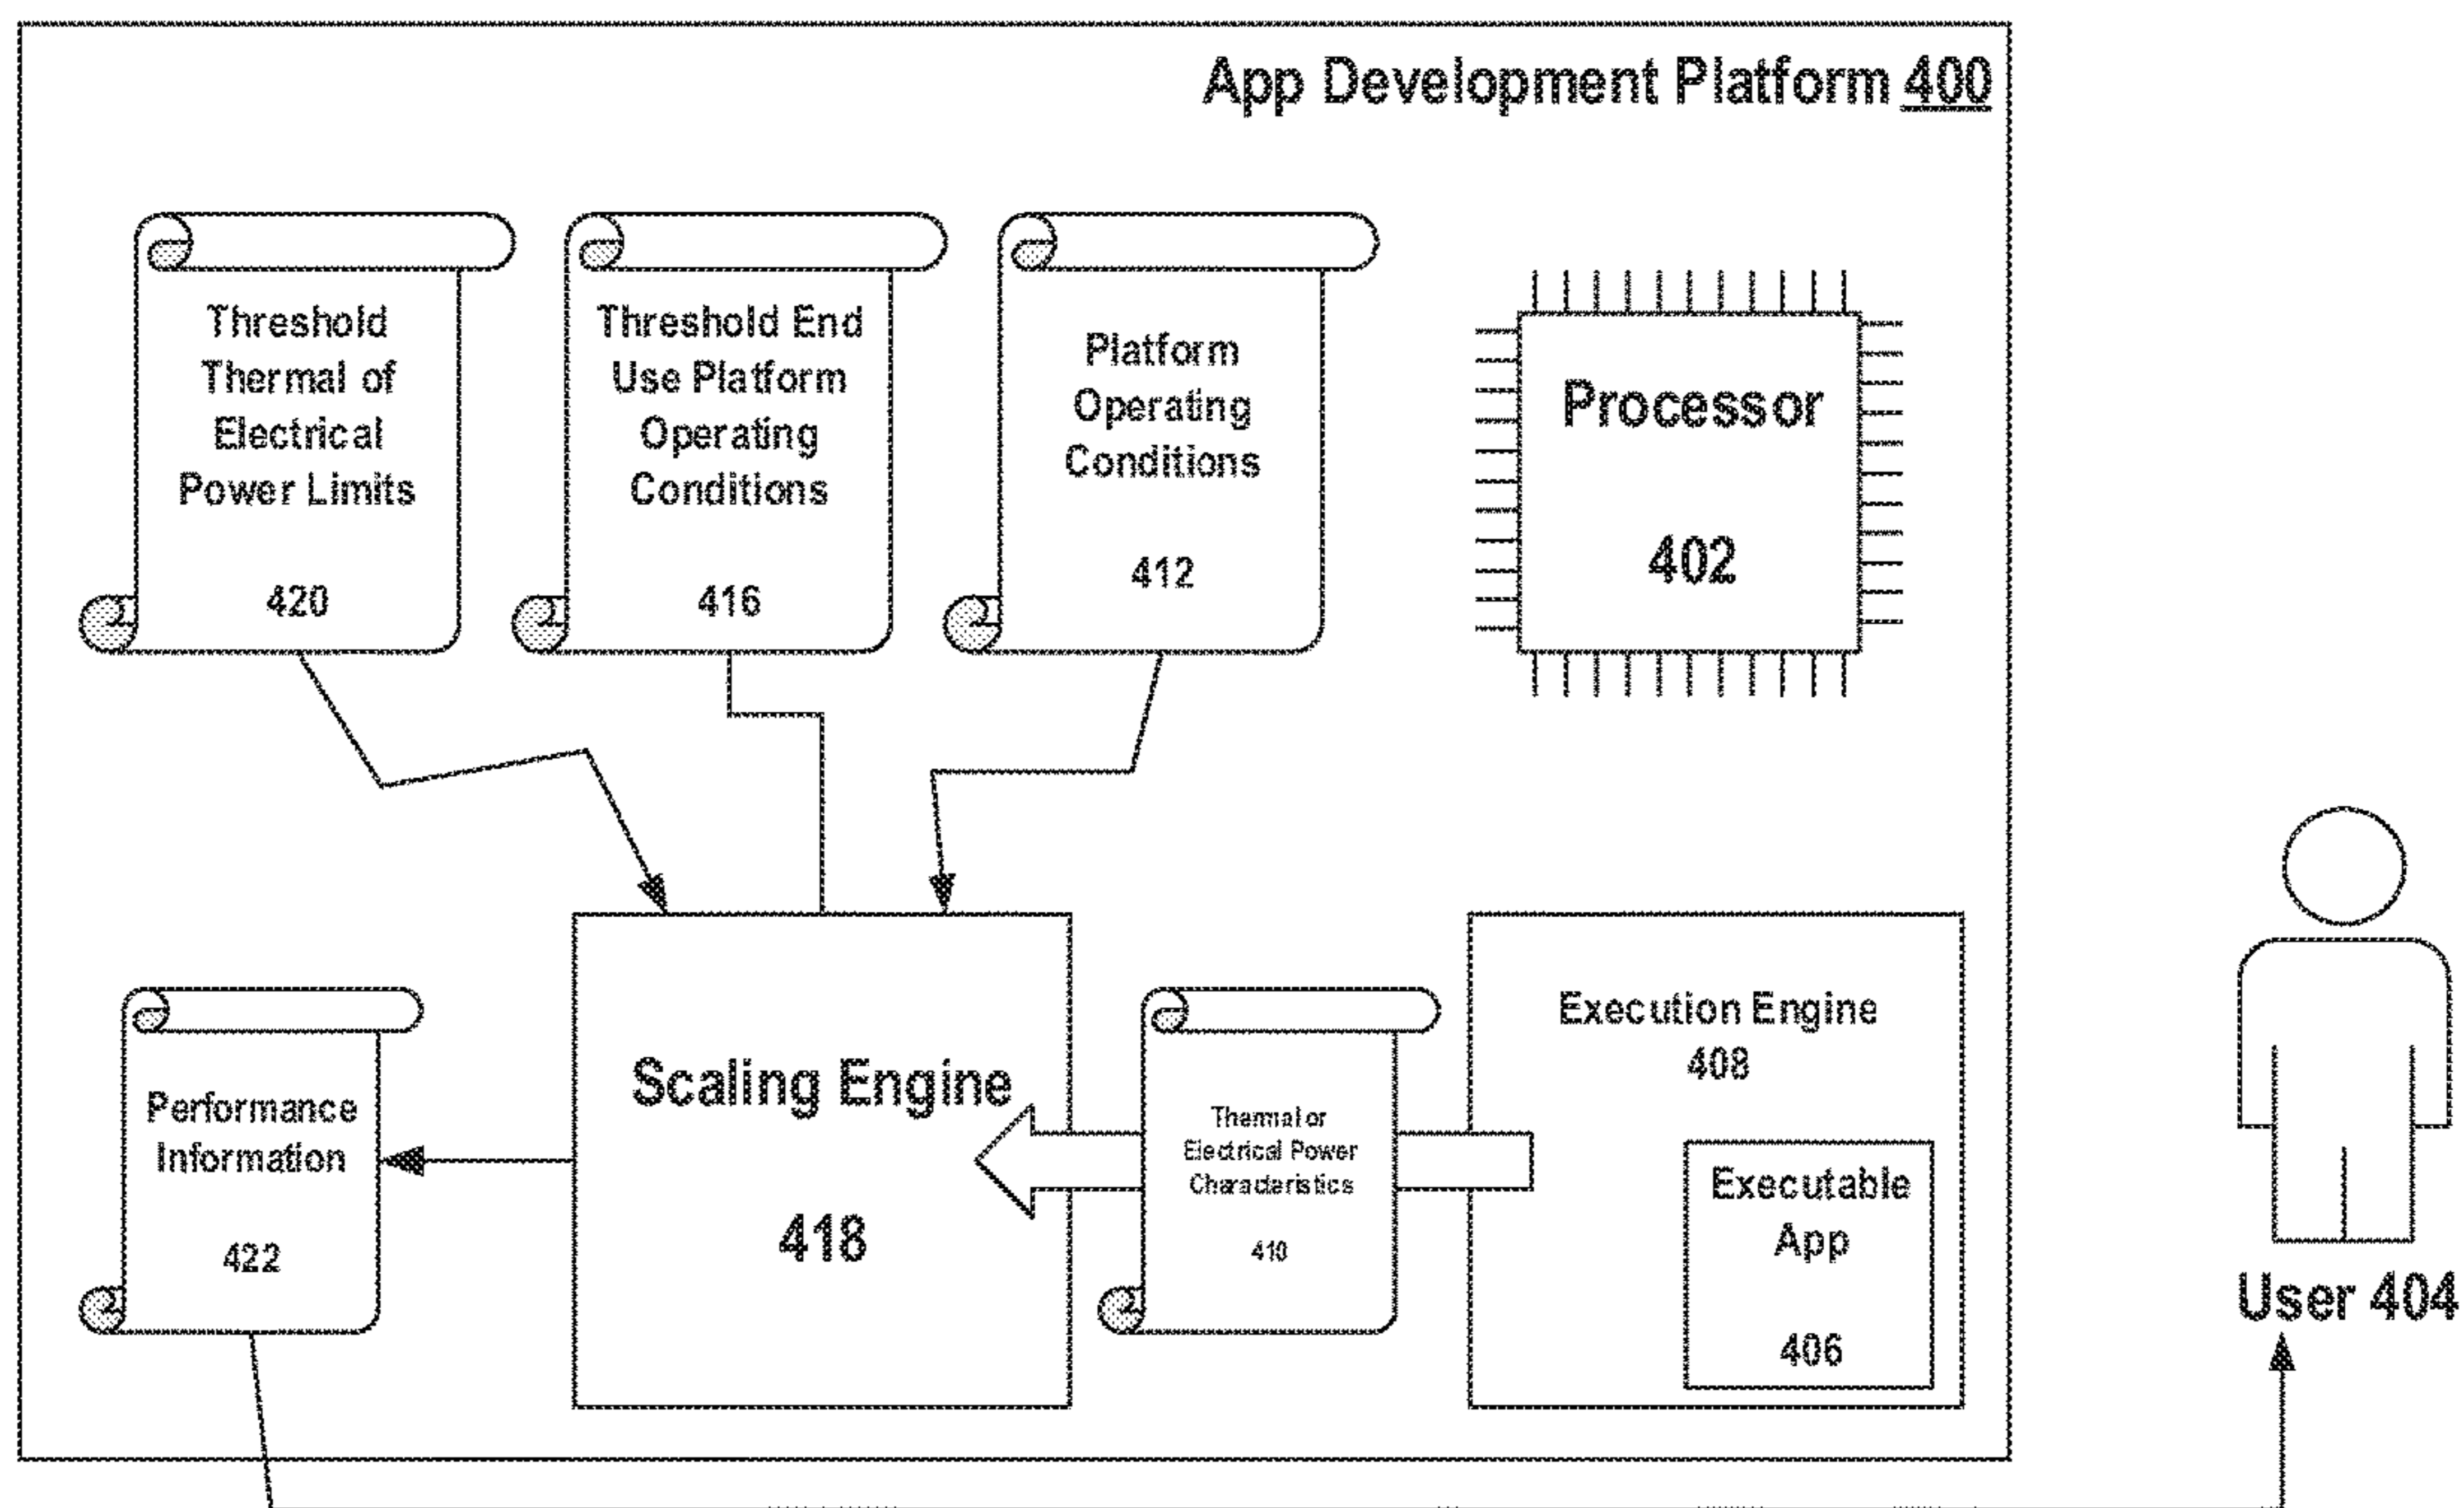 App Development Platform 400
Threshold
Thermal of
Electrical
Power Limits
420
Threshold End
Use Platform
Operating
Conditions
416
Platform
Operating
Conditions
412
Processor
402
Performance
Information
422
Scaling Engine
418
Thermal or
Electrical Power
Characteristics
410
Execution Engine
408
Executable
App
406
User 404